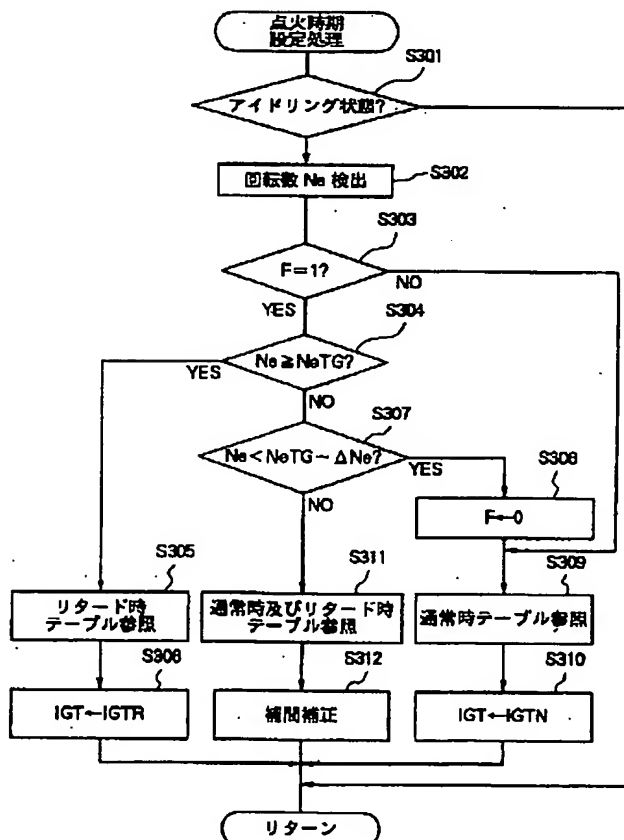 点火時期
設定処理
S301
アイドリング状態?
回転数 Ne 検出
S302
S303
F=1?
NO
YES
S304
Ne≧NeTG?
YES
NO
S307
Ne<NeTG−ΔNe?
YES
NO
S308
F←0
S305
リタード時
テーブル参照
S311
通常時及びリタード時
テーブル参照
S309
通常時テーブル参照
S306
IGT←IGTR
S312
補間補正
S310
IGT←IGTN
リターン